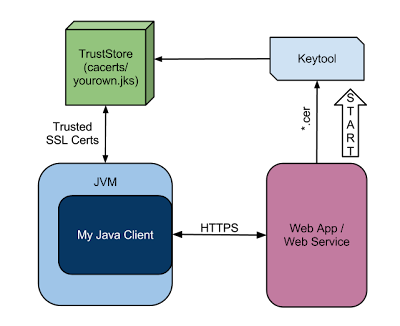 TrustStore
(cacerts/
yourown.jks)
Keytool
START
*.cer
Trusted
SSL Certs
JVM
My Java Client
HTTPS
Web App /
Web Service